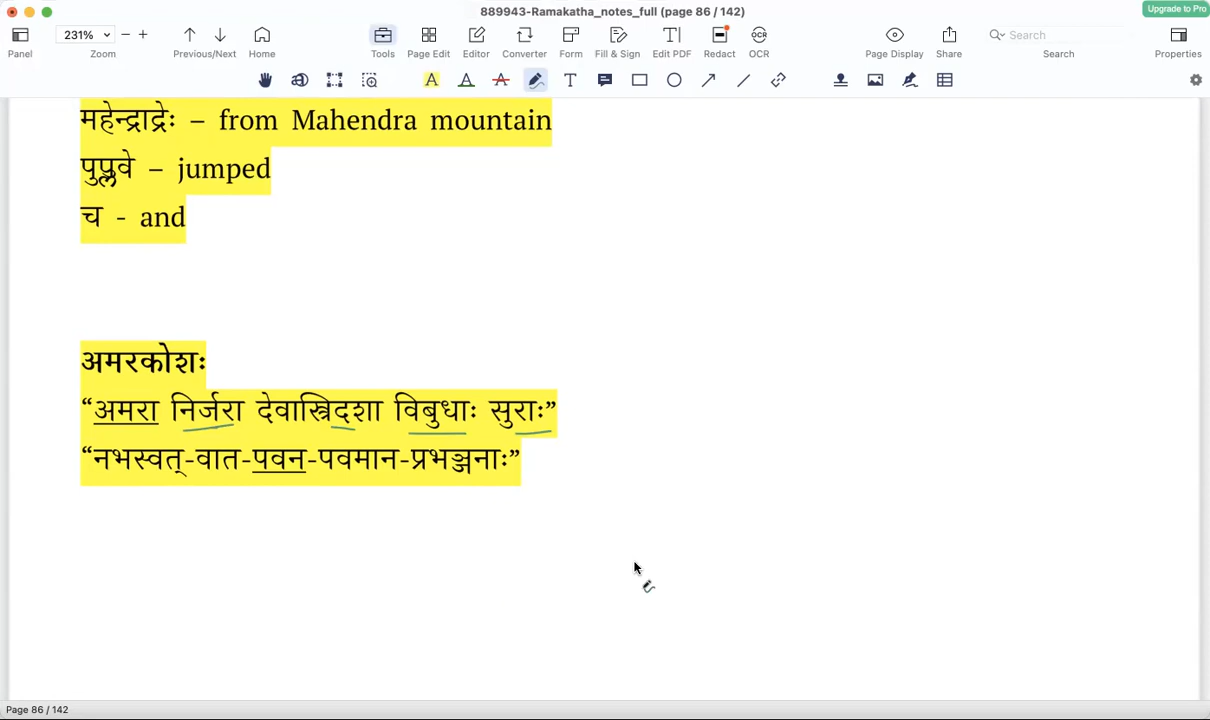 889943-Ramakatha_notes_full (page 86 / 142)
Upgrade to Pro
231%
Search
Panel Zoom Previous/Next Home Tools Page Edit Editor Converter Form Fill & Sign Edit PDF Redact OCR Page Display Share Search Properties
महेन्द्राद्रेः – from Mahendra mountain
पुप्लुवे – jumped
च - and
अमरकोशः
“अमरा निर्जरा देवास्त्रिदशा विबुधाः सुराः”
“नभस्वत्-वात-पवन-पवमान-प्रभञ्जनाः”
Page 86 / 142